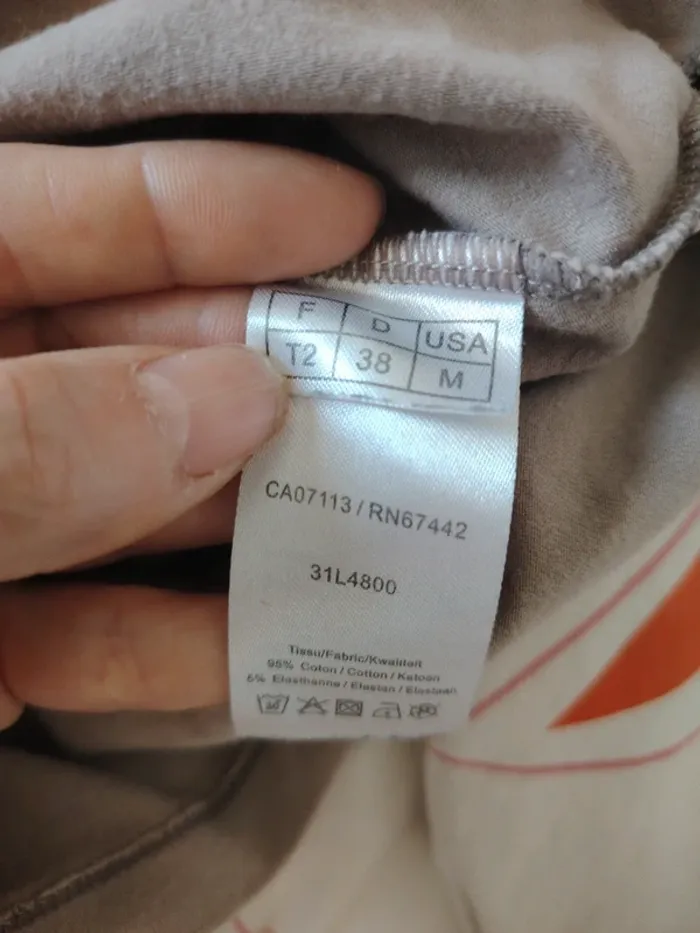 F D USA
T2 38 M
CA07113 / RN67442
31L4800
Tissu/Fabric/Kwaliteit
95% Coton / Cotton / Katoen
5% Elasthanne / Elastan / Elastaan